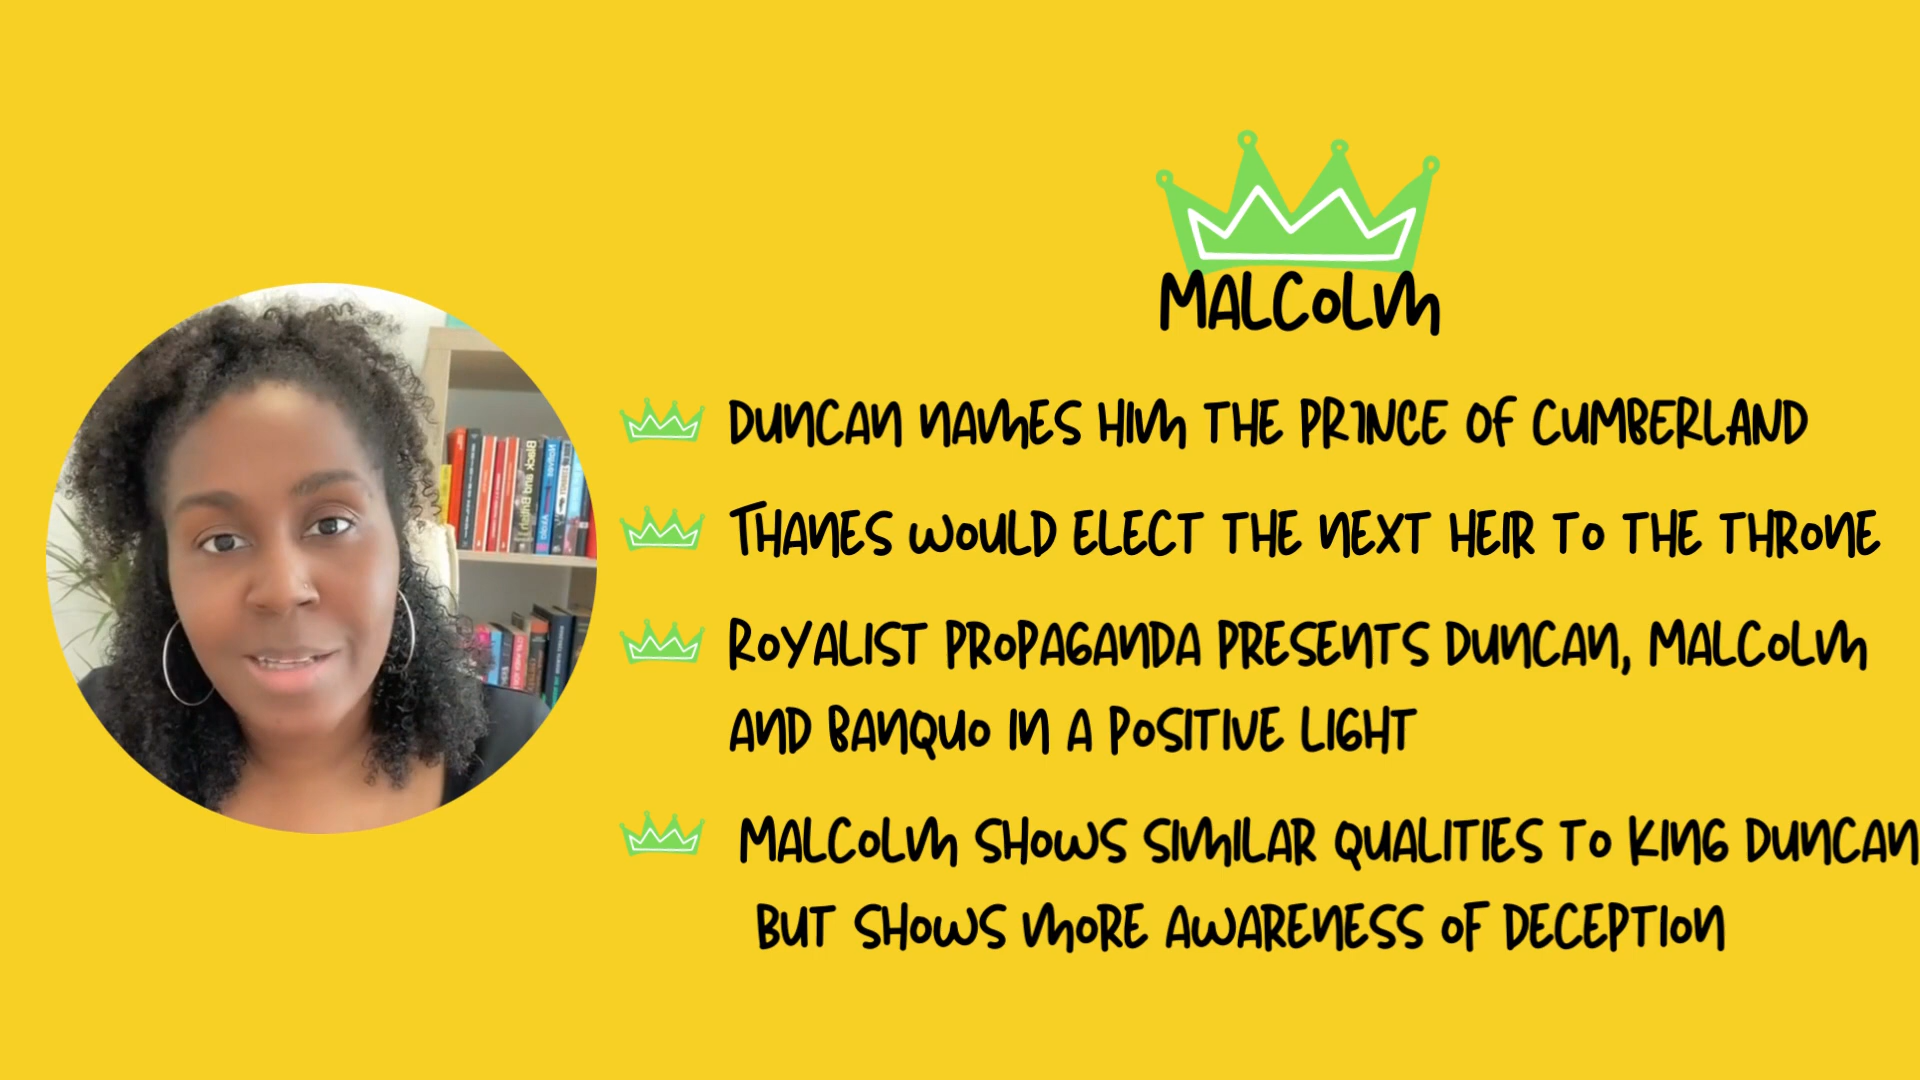 MALCOLM
DUNCAN NAMES HIM THE PRINCE OF CUMBERLAND
THANES WOULD ELECT THE NEXT HEIR TO THE THRONE
ROYALIST PROPAGANDA PRESENTS DUNCAN, MALCOLM
AND BANQUO IN A POSITIVE LIGHT
MALCOLM SHOWS SIMILAR QUALITIES TO KING DUNCAN
BUT SHOWS MORE AWARENESS OF DECEPTION